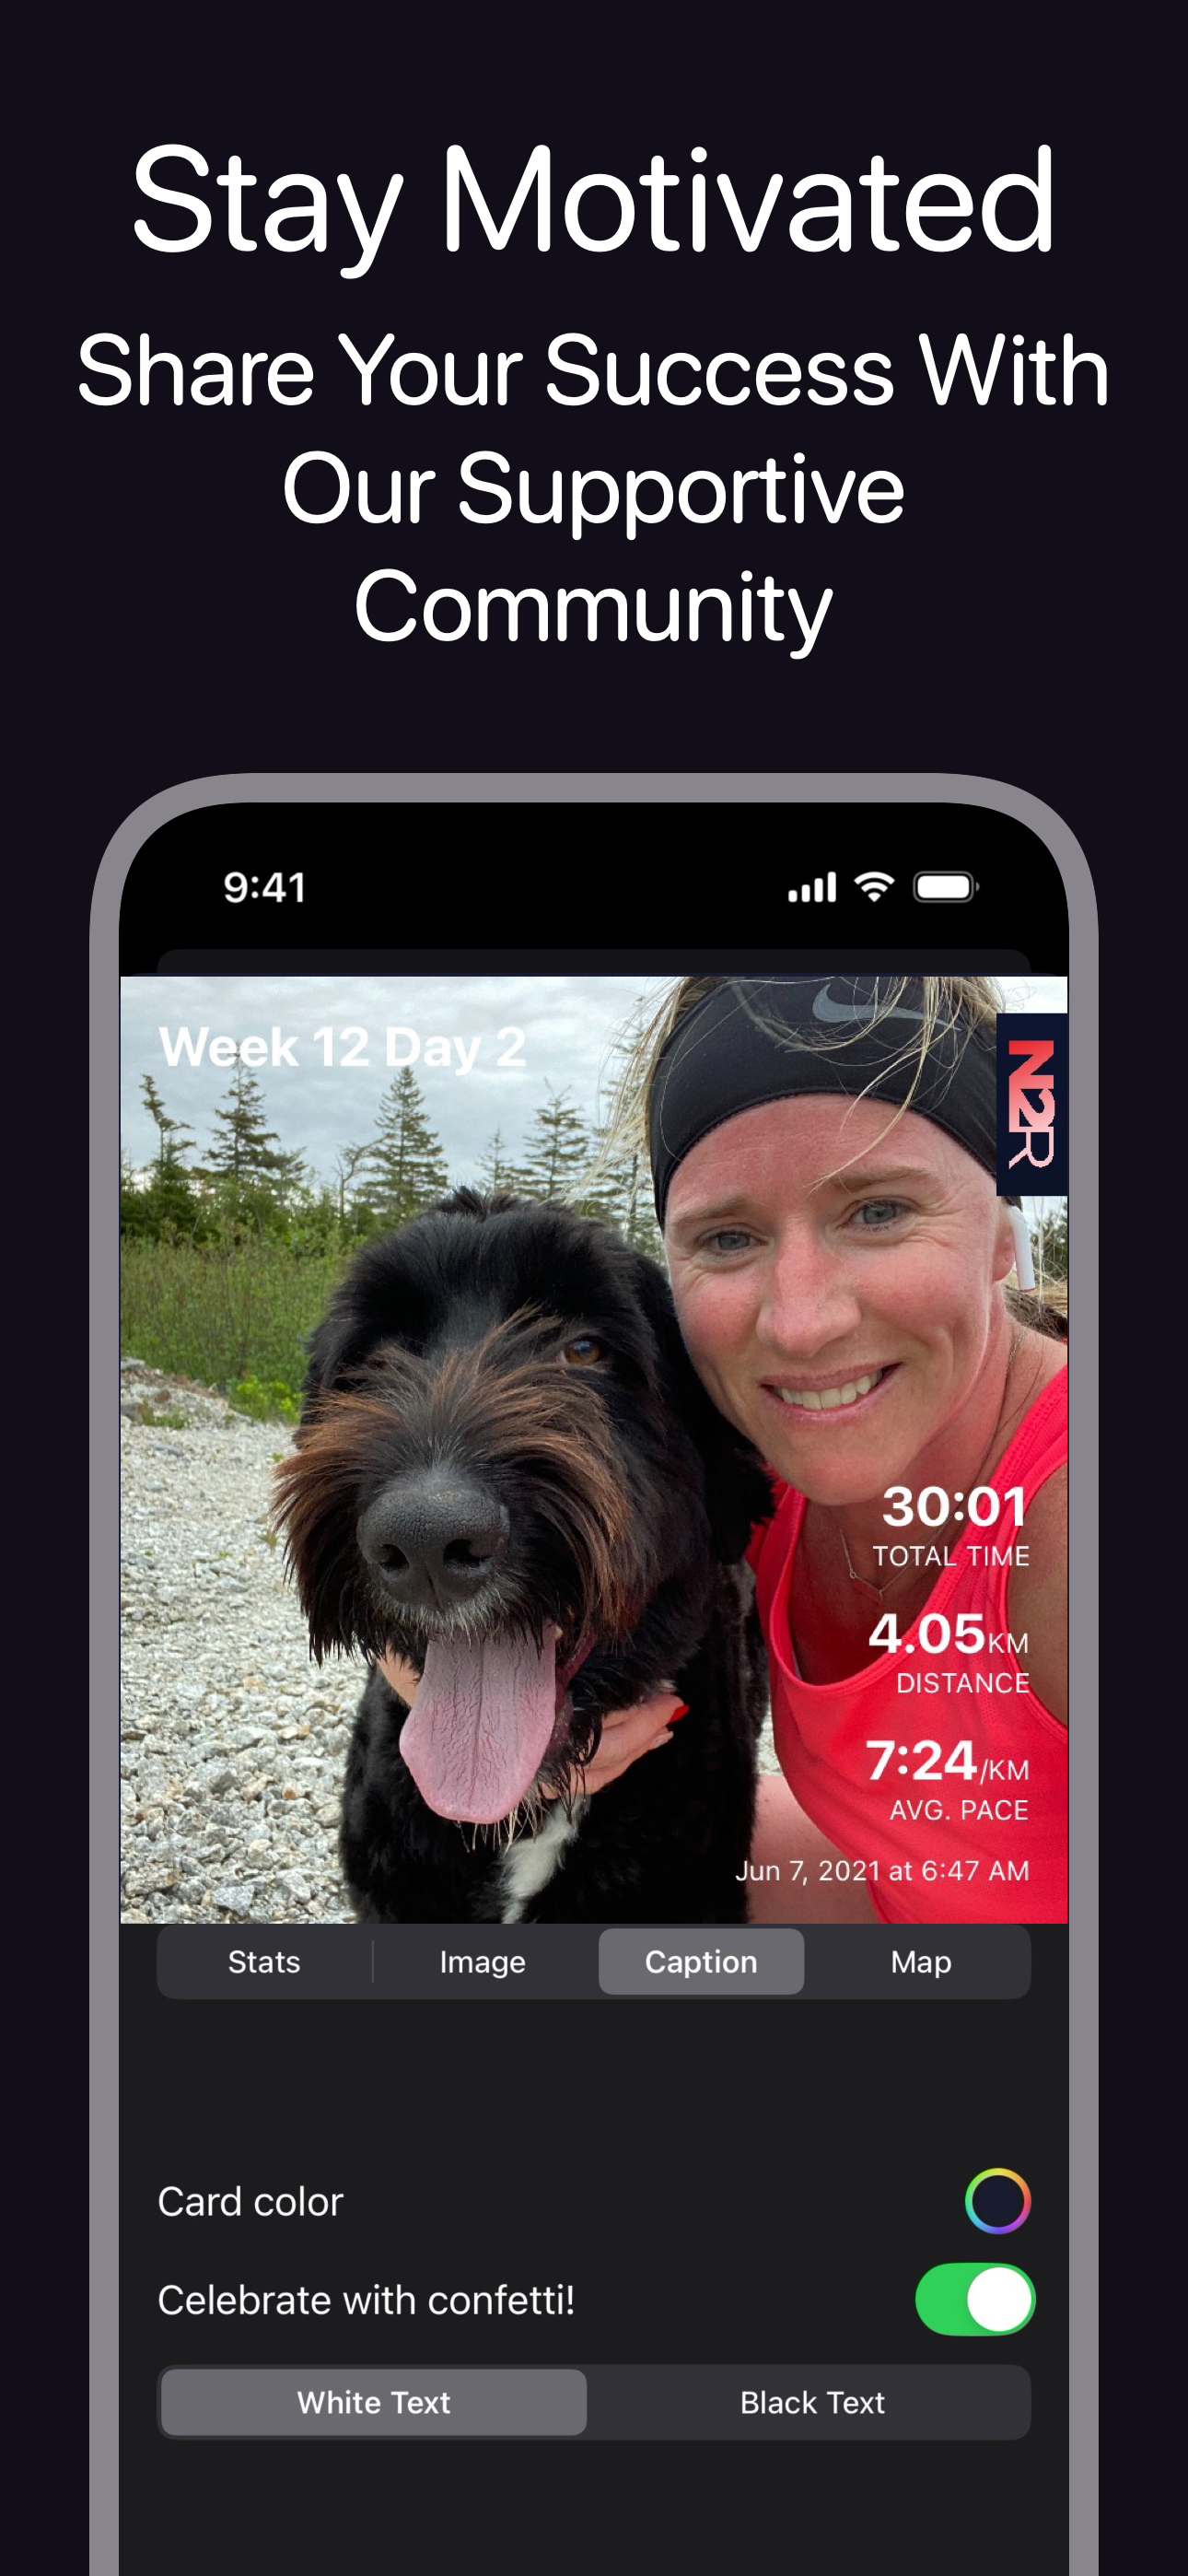 Stay Motivated
Share Your Success With
Our Supportive
Community
9:41
Week 12 Day 2
N2R
30:01
TOTAL TIME
4.05KM
DISTANCE
7:24/KM
AVG. PACE
Jun 7, 2021 at 6:47 AM
Stats Image Caption Map
Card color
Celebrate with confetti!
White Text Black Text